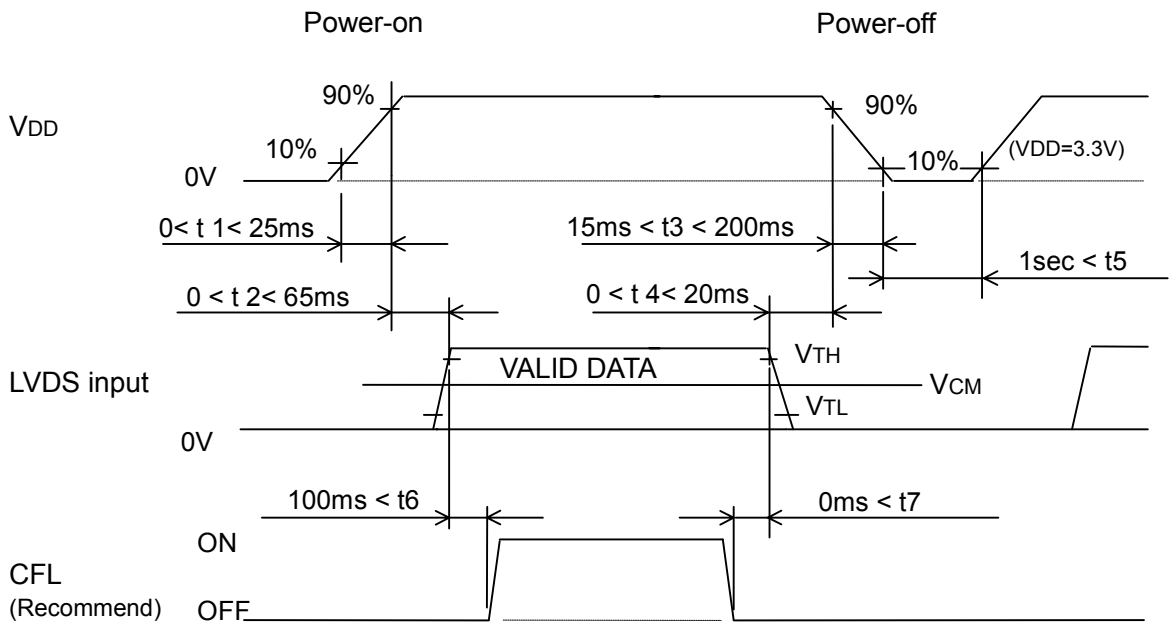 Power-on
Power-off
VDD
90%
10%
0V
90%
10%
(VDD=3.3V)
0< t 1< 25ms
15ms < t3 < 200ms
1sec < t5
0 < t 2< 65ms
0 < t 4< 20ms
LVDS input
VALID DATA
VTH
VCM
VTL
0V
100ms < t6
0ms < t7
ON
CFL
(Recommend)
OFF